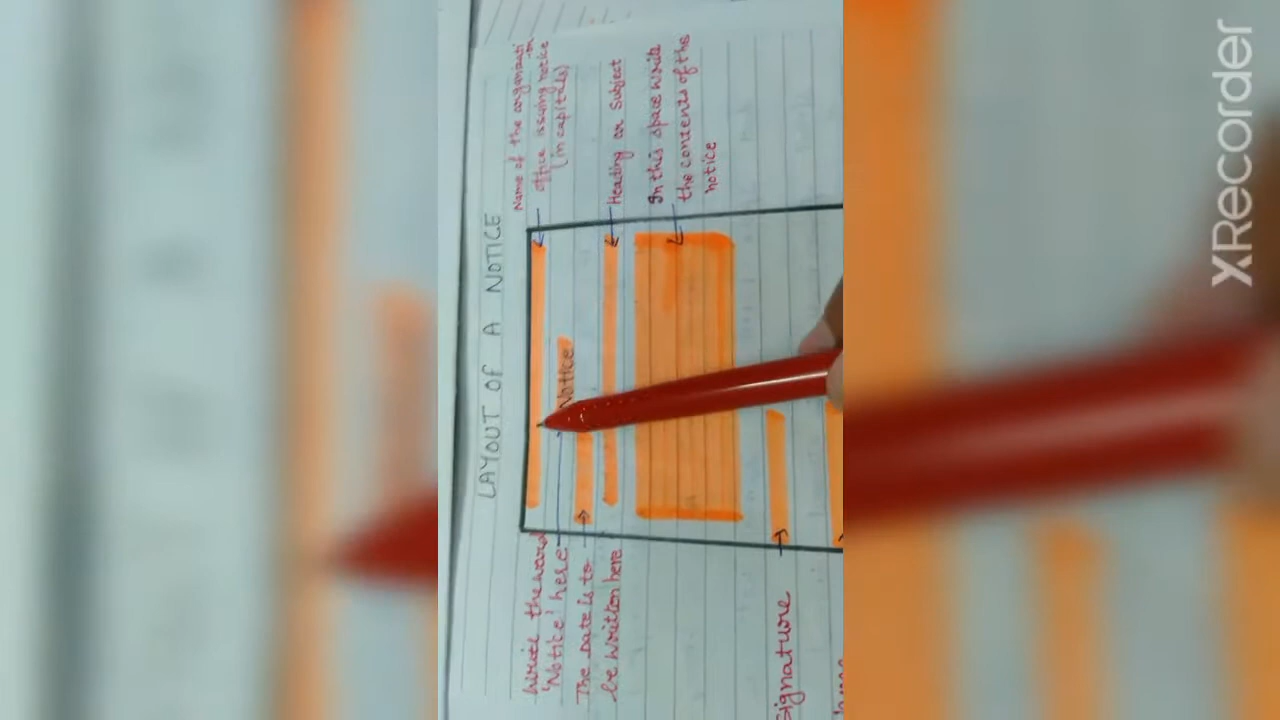 LAYOUT OF A NOTICE
Name of the organisati
on
office issuing notice
(in capitals)
Notice
Heading or Subject
In this space write
the contents of the
notice
Write the word
'Notice' here
The date is to
be written here
Signature
XRecorder